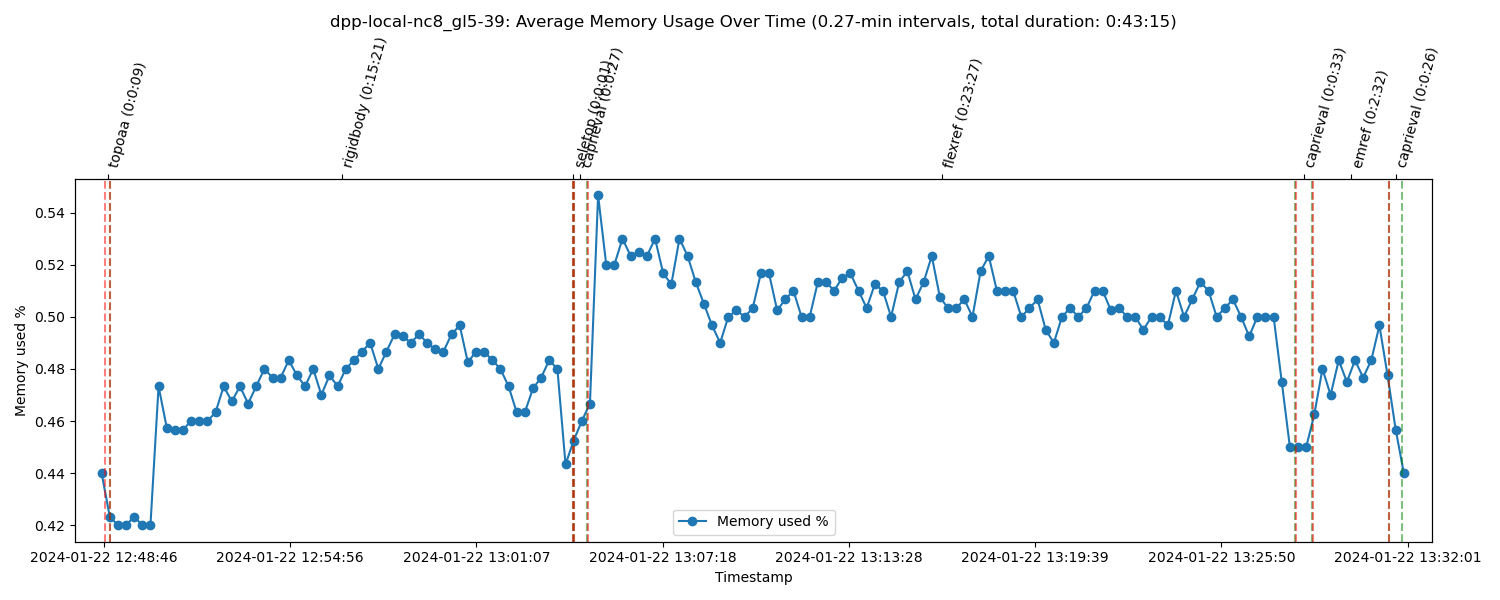 dpp-local-nc8_gl5-39: Average Memory Usage Over Time (0.27-min intervals, total duration: 0:43:15)
topoaa (0:0:09)
rigidbody (0:15:21)
seletop (0:0:01)
caprieval (0:0:27)
flexref (0:23:27)
caprieval (0:0:33)
emref (0:2:32)
caprieval (0:0:26)
Memory used %
0.54
0.52
0.50
0.48
0.46
0.44
0.42
Memory used %
2024-01-22 12:48:46
2024-01-22 12:54:56
2024-01-22 13:01:07
2024-01-22 13:07:18
2024-01-22 13:13:28
2024-01-22 13:19:39
2024-01-22 13:25:50
2024-01-22 13:32:01
Timestamp